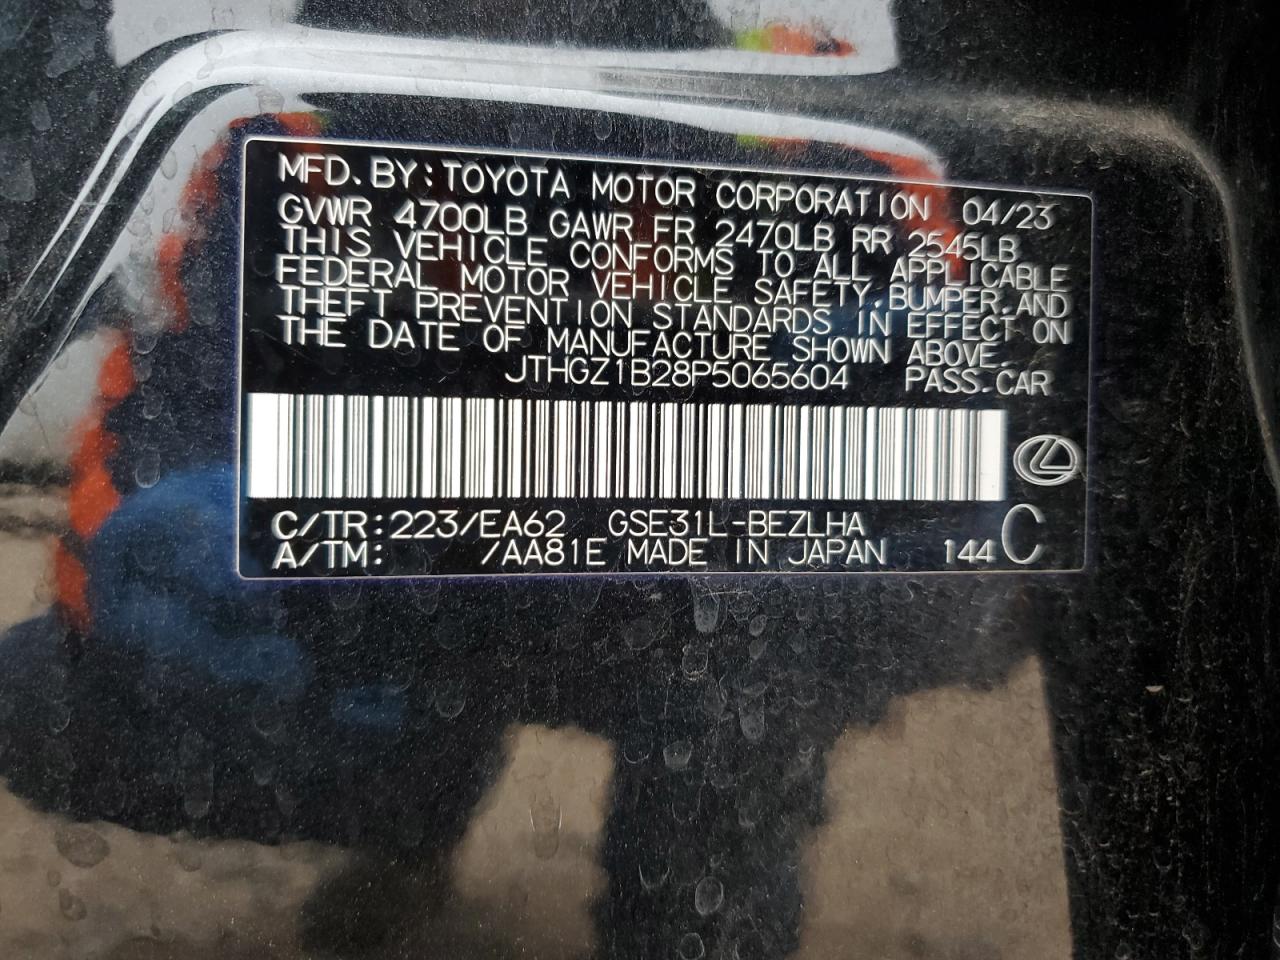 MFD.BY:TOYOTA MOTOR CORPORATION 04/23
GVWR 4700LB GAWR FR 2470LB RR 2545LB
THIS VEHICLE CONFORMS TO ALL APPLICABLE
FEDERAL MOTOR VEHICLE SAFETY,BUMPER,AND
THEFT PREVENTION STANDARDS IN EFFECT ON
THE DATE OF MANUFACTURE SHOWN ABOVE.
JTHGZ1B28P5065604 PASS.CAR
C/TR:223/EA62 GSE31L-BEZLHA
A/TM: /AA81E MADE IN JAPAN 144 C